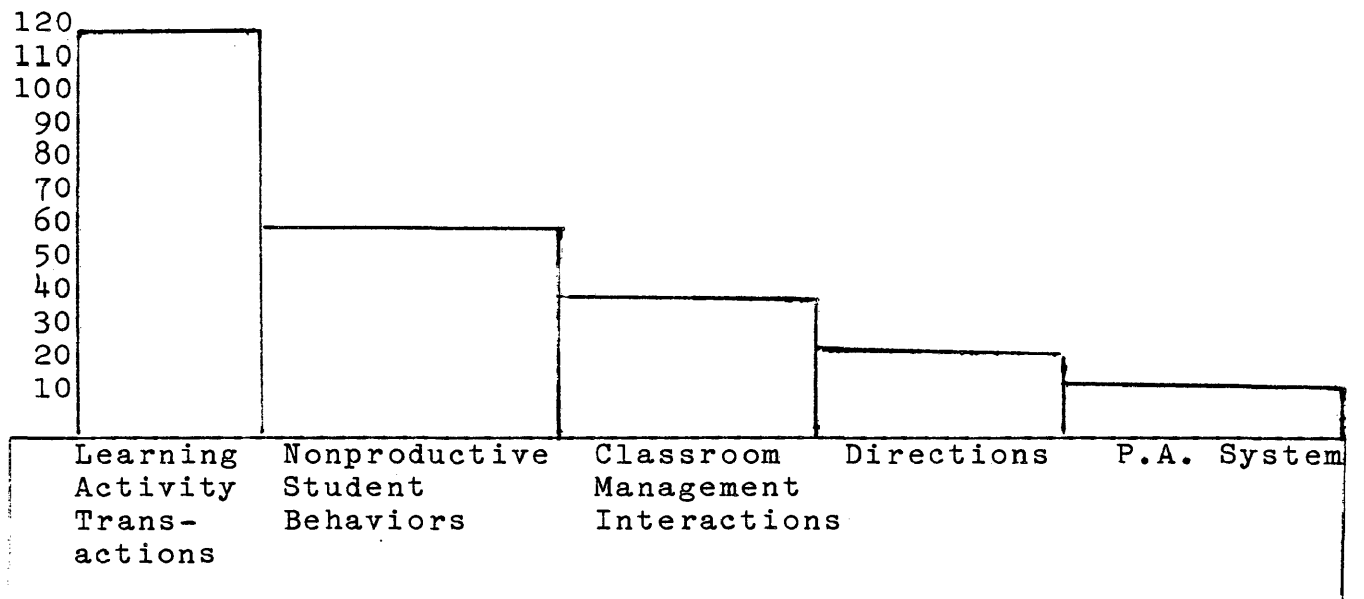 120
110
100
90
80
70
60
50
40
30
20
10
Learning
Activity
Trans-
actions
Nonproductive
Student
Behaviors
Classroom
Management
Interactions
Directions
P.A. System